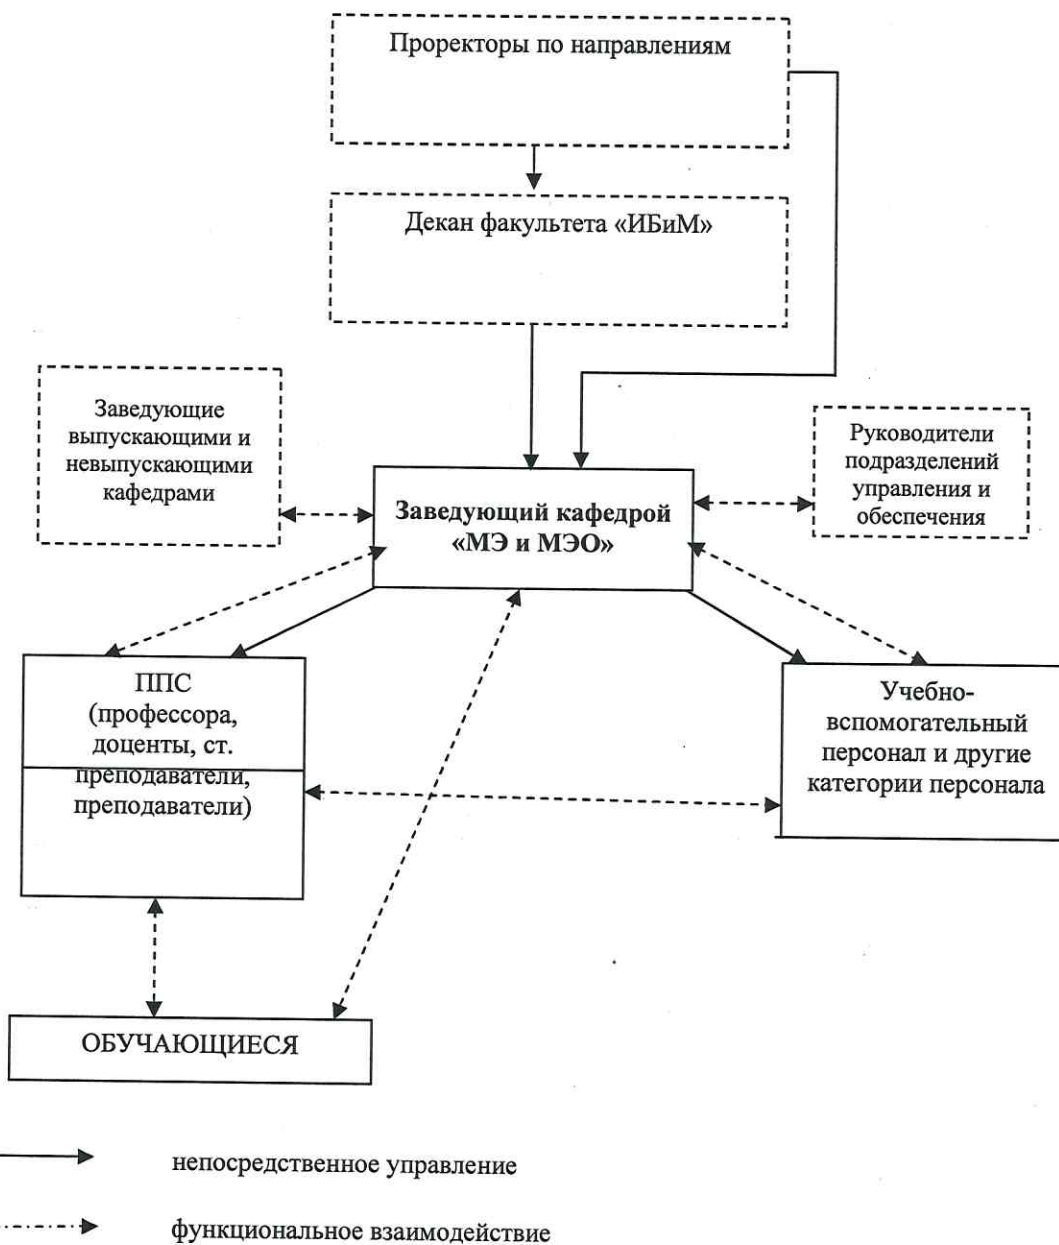 Проректоры по направлениям
Декан факультета «ИБиМ»
Заведующие
выпускающими и
невыпускающими
кафедрами
Руководители
подразделений
управления и
обеспечения
Заведующий кафедрой
«МЭ и МЭО»
ППС
(профессора,
доценты, ст.
преподаватели,
преподаватели)
Учебно-
вспомогательный
персонал и другие
категории персонала
ОБУЧАЮЩИЕСЯ
непосредственное управление
функциональное взаимодействие